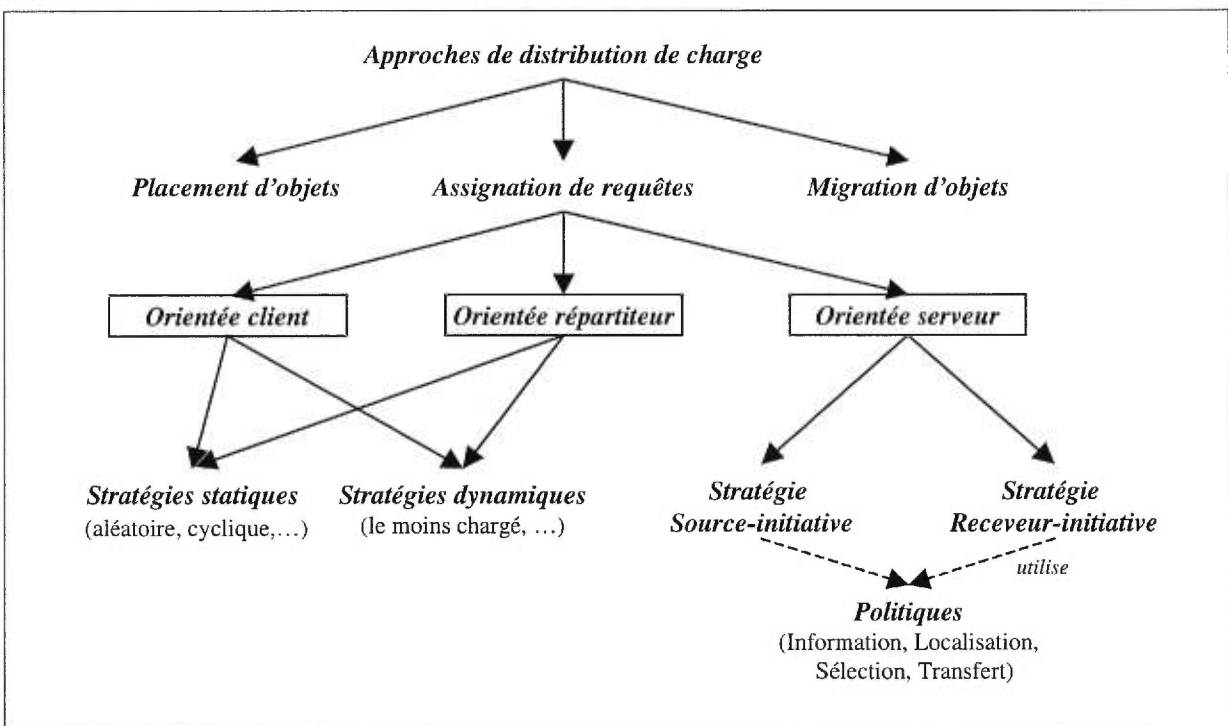 Approches de distribution de charge
Placement d'objets
Assignation de requêtes
Migration d'objets
Orientée client
Orientée répartiteur
Orientée serveur
Stratégies statiques
(aléatoire, cyclique,…)
Stratégies dynamiques
(le moins chargé, …)
Stratégie
Source-initiative
Stratégie
Receveur-initiative
utilise
Politiques
(Information, Localisation,
Sélection, Transfert)